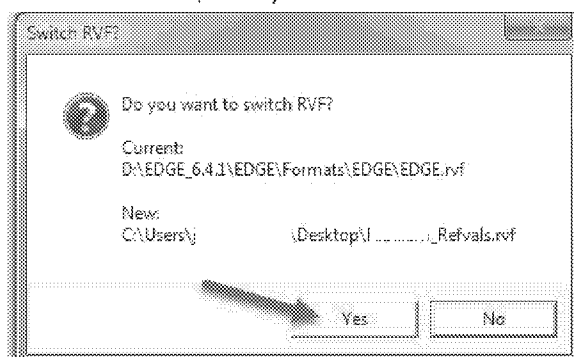 Switch RVF?
Do you want to switch RVF?
Current:
D:\EDGE_6.4.1\EDGE\Formats\EDGE\EDGE.rvf
New:
C:\Users\j \Desktop\ _Refvals.rvf
Yes No